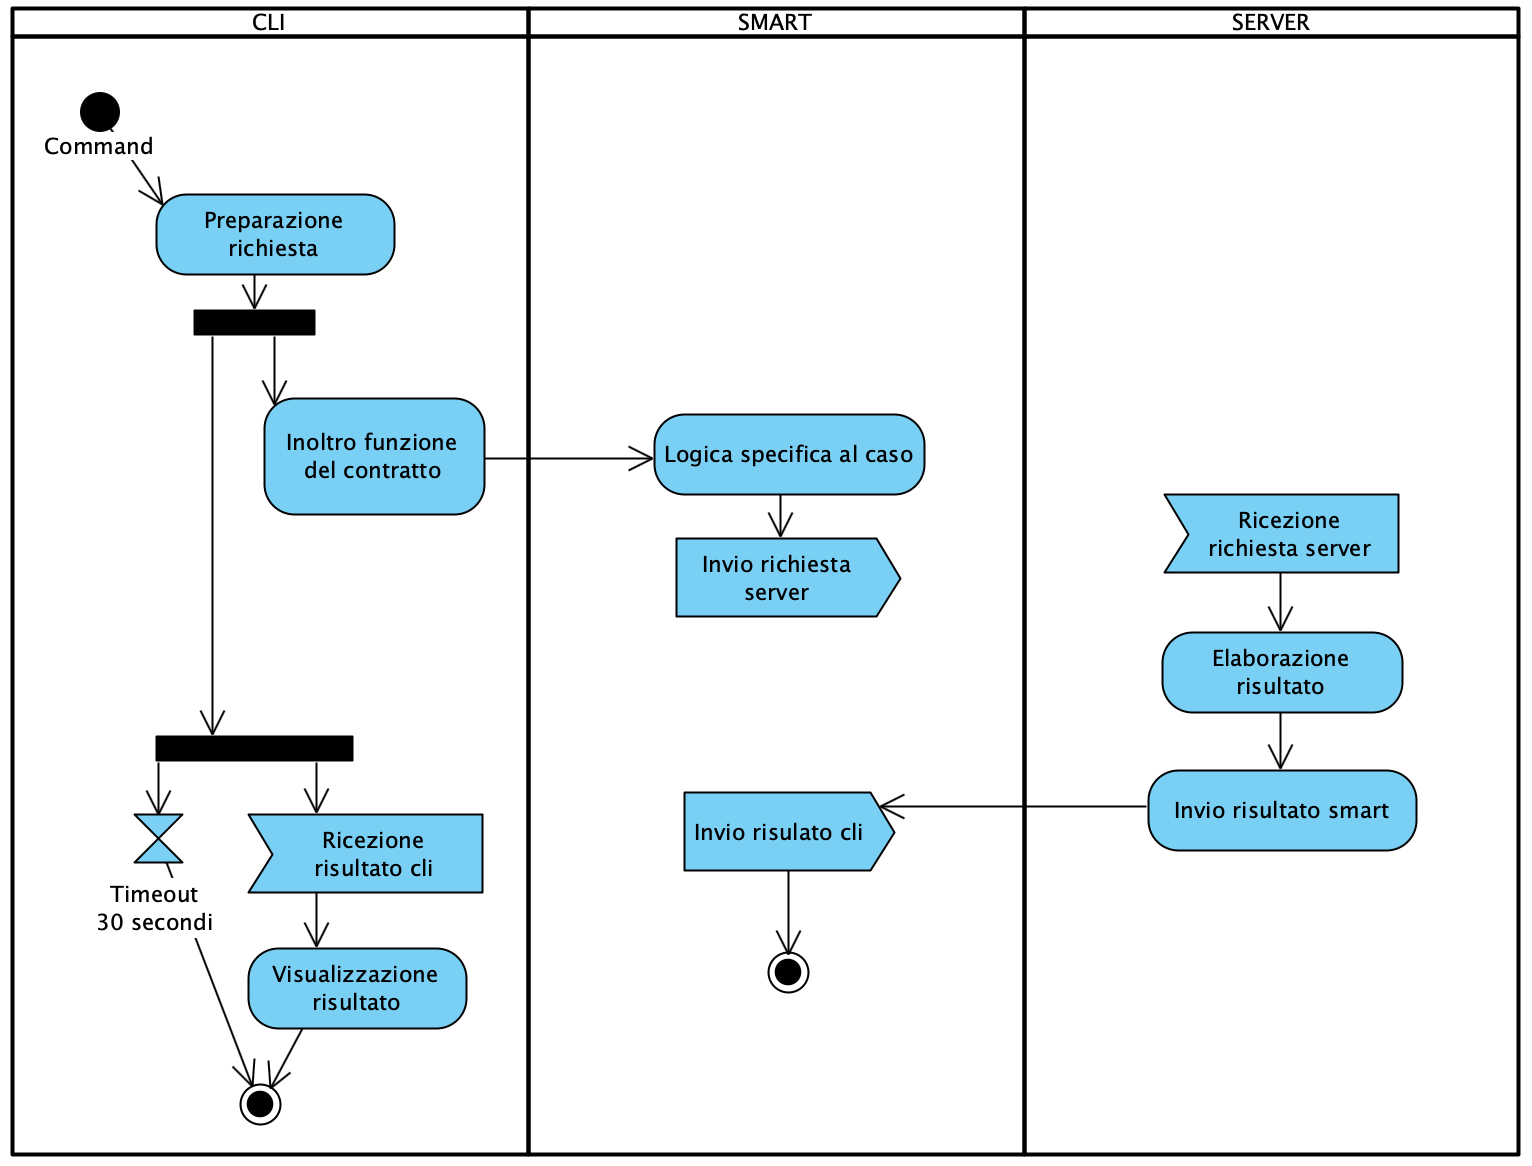 CLI
SMART
SERVER
Command
Preparazione
richiesta
Inoltro funzione
del contratto
Logica specifica al caso
Invio richiesta
server
Ricezione
richiesta server
Elaborazione
risultato
Invio risultato smart
Invio risulato cli
Ricezione
risultato cli
Timeout
30 secondi
Visualizzazione
risultato